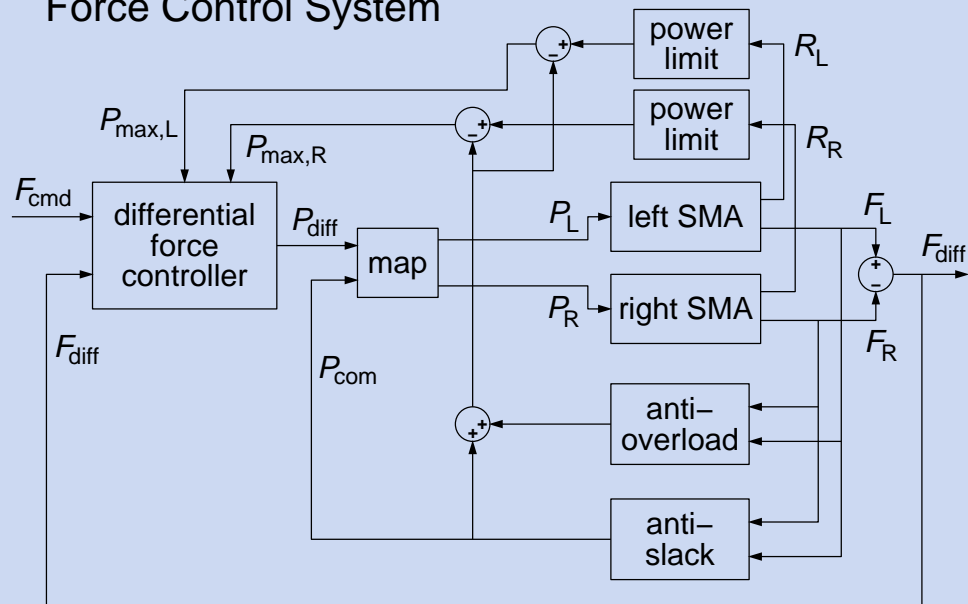 Force Control System
power
limit
R_L
P_max,L
power
limit
P_max,R
R_R
F_cmd
differential
force
controller
P_diff
map
P_L
left SMA
F_L
F_diff
P_R
right SMA
F_R
F_diff
P_com
anti–
overload
anti–
slack